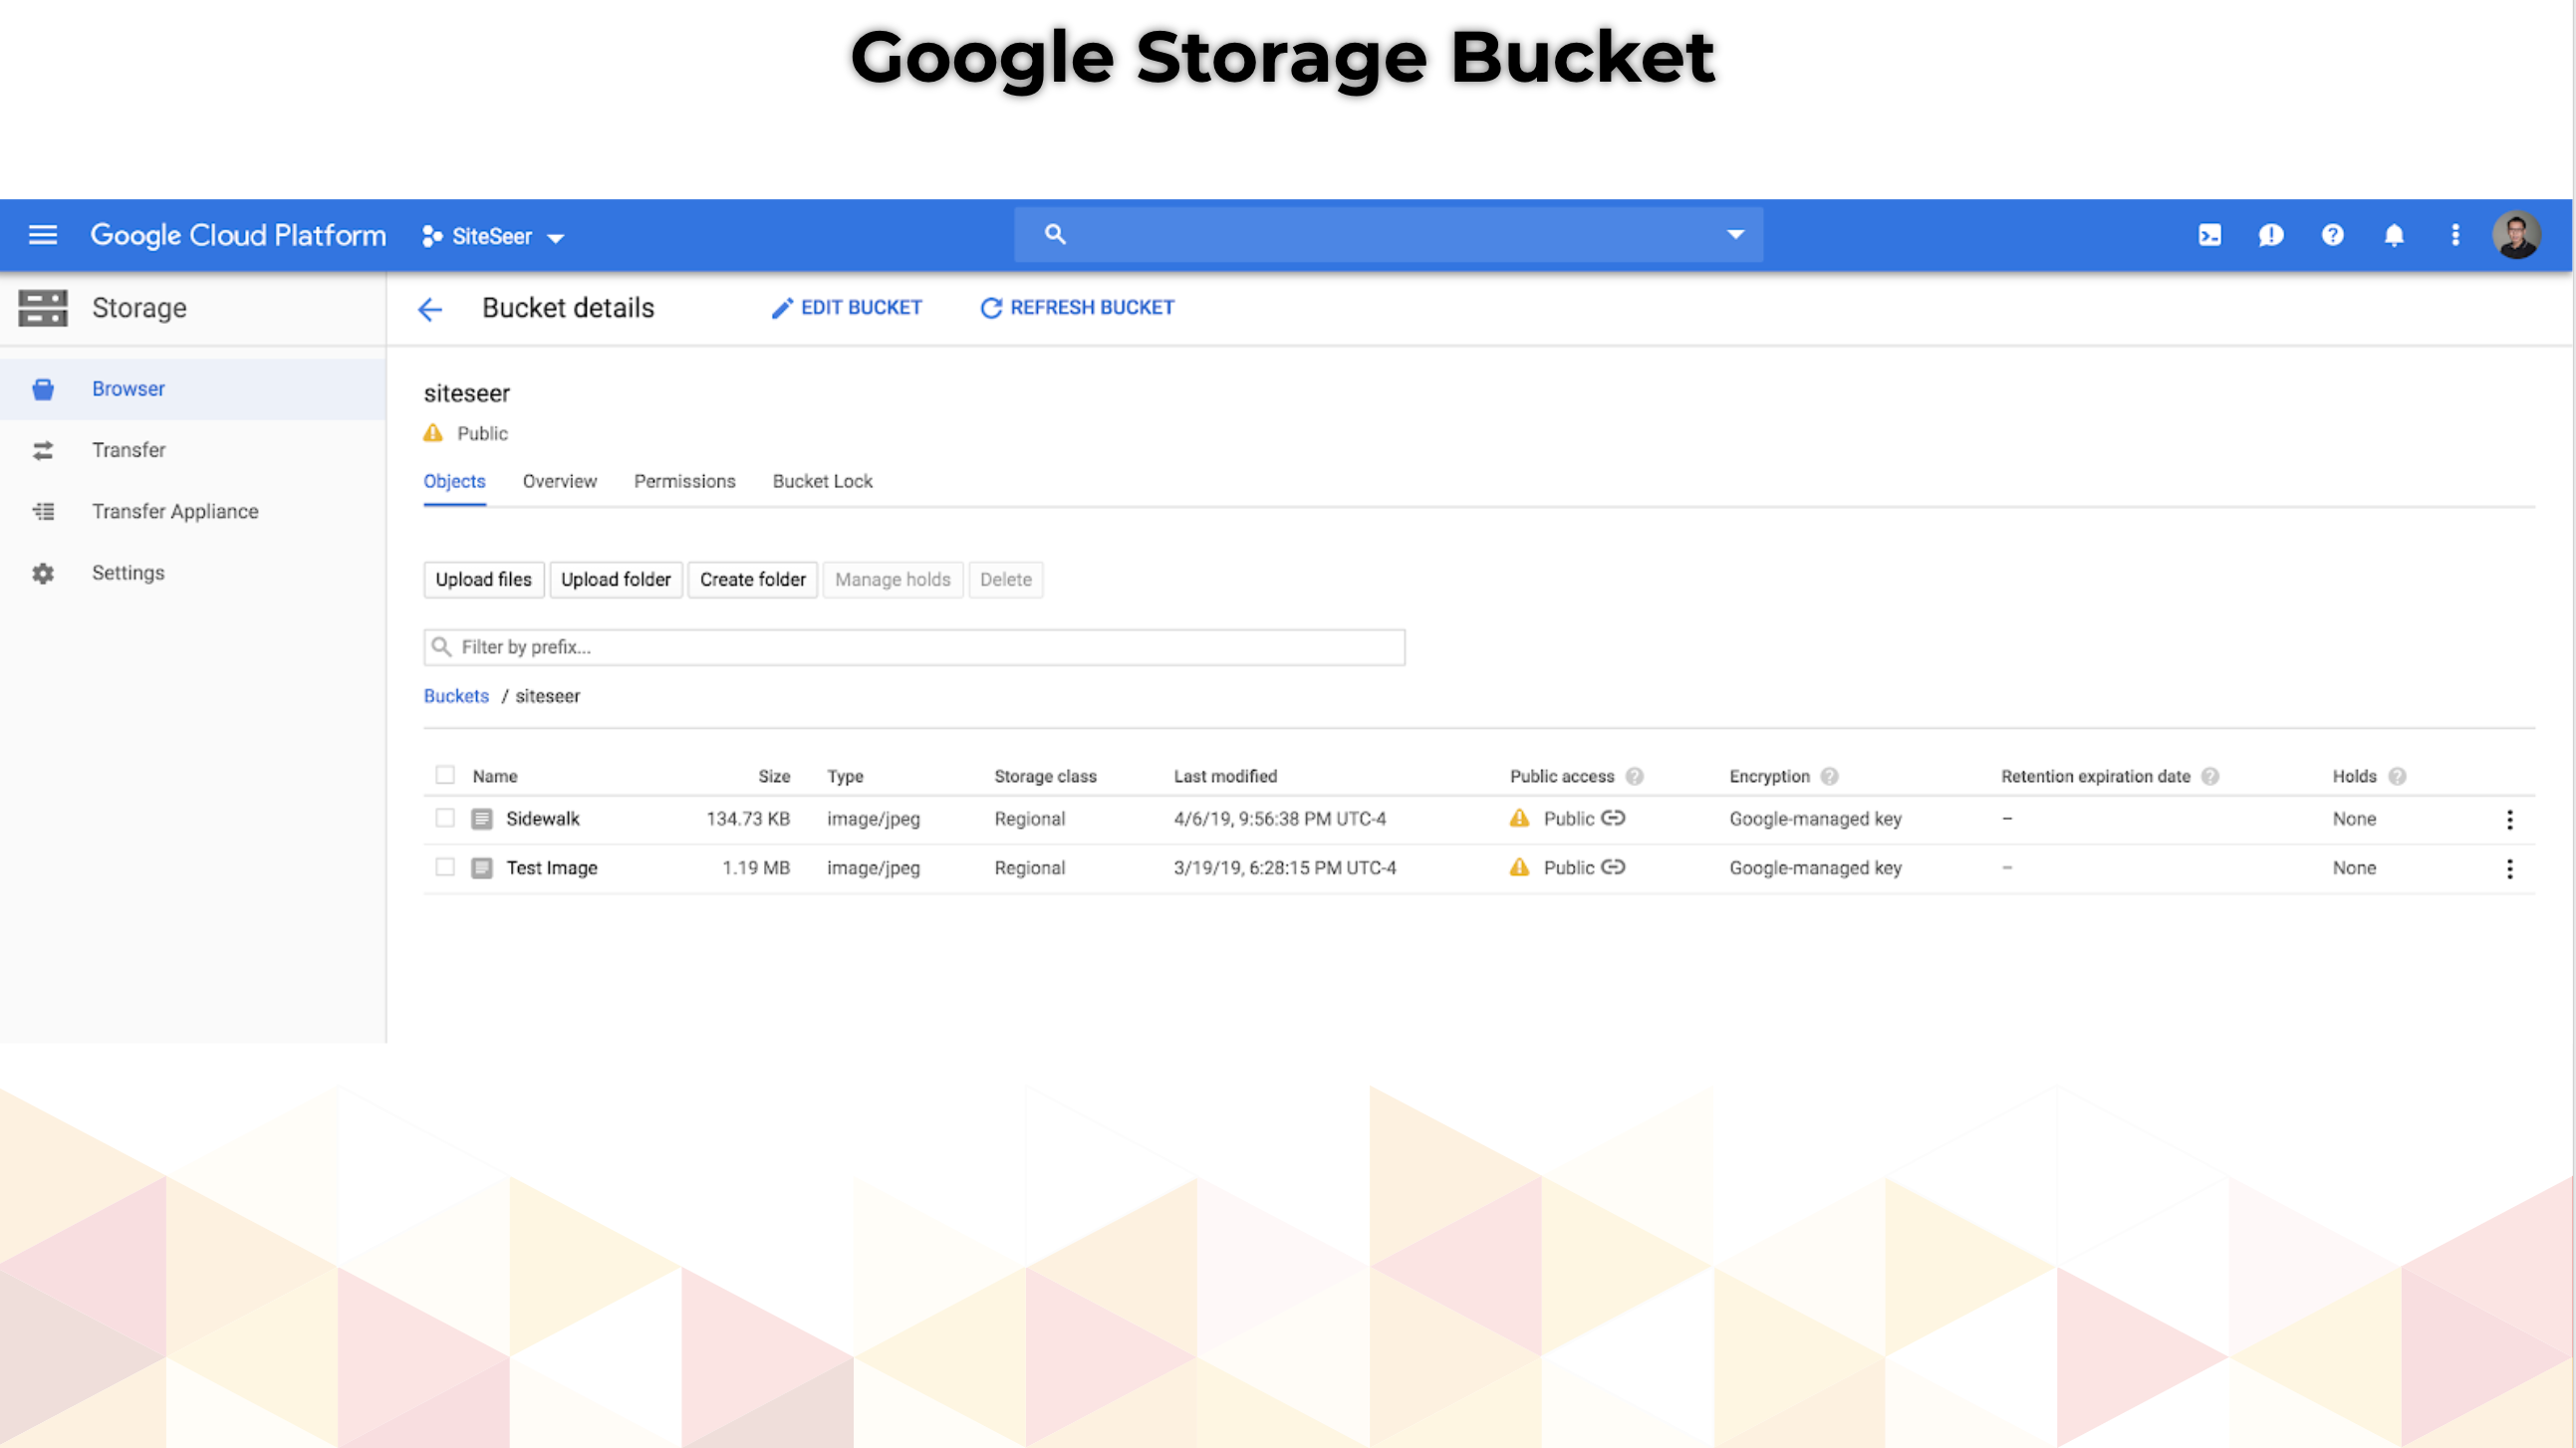 Google Storage Bucket
Google Cloud Platform SiteSeer
Storage Bucket details EDIT BUCKET REFRESH BUCKET
Browser
Transfer
Transfer Appliance
Settings
siteseer
Public
Objects Overview Permissions Bucket Lock
Upload files Upload folder Create folder Manage holds Delete
Filter by prefix...
Buckets / siteseer
Name Size Type Storage class Last modified Public access Encryption Retention expiration date Holds
Sidewalk 134.73 KB image/jpeg Regional 4/6/19, 9:56:38 PM UTC-4 Public Google-managed key – None
Test Image 1.19 MB image/jpeg Regional 3/19/19, 6:28:15 PM UTC-4 Public Google-managed key – None